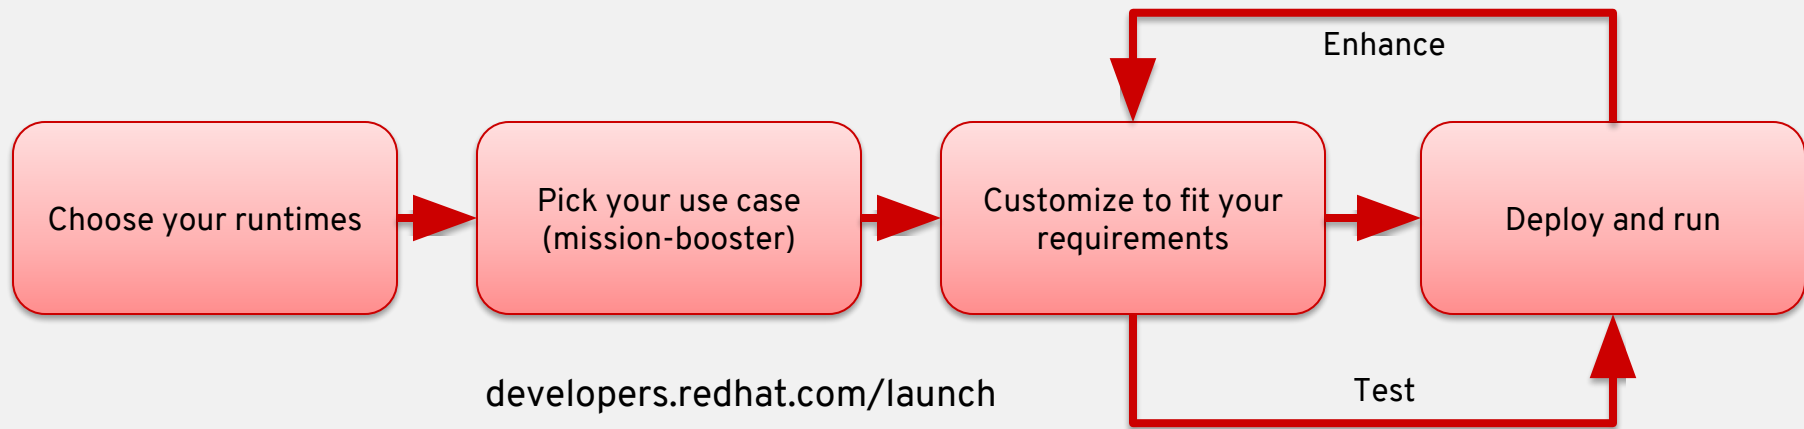 Enhance
Choose your runtimes
Pick your use case
(mission-booster)
Customize to fit your
requirements
Deploy and run
developers.redhat.com/launch
Test